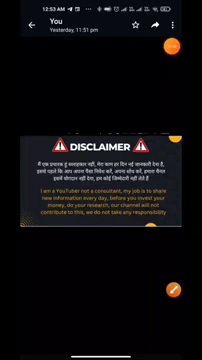 12:53 AM
You
Yesterday, 11:51 pm
DISCLAIMER
मैं एक प्रचारक हूं सलाहकार नहीं, मेरा काम हर दिन नई जानकारी देना है,
इससे पहले कि आप अपना पैसा निवेश करें, अपना शोध करें, हमारा चैनल
इसमें योगदान नहीं देगा, हम कोई जिम्मेदारी नहीं लेते हैं
I am a YouTuber not a consultant, my job is to share
new information every day, before you invest your
money, do your research, our channel will not
contribute to this, we do not take any responsibility